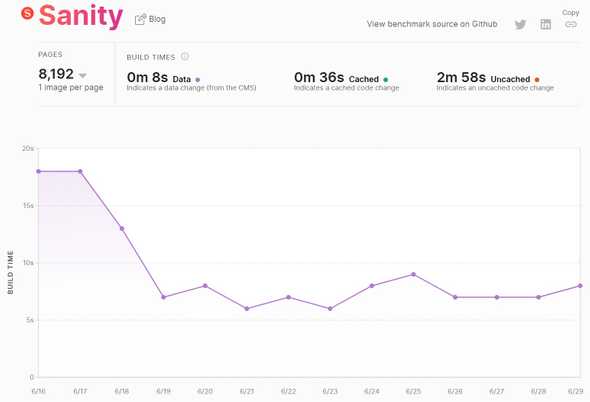 S Sanity
Blog
View benchmark source on Github
Copy
PAGES
8,192
1 image per page
BUILD TIMES
0m 8s Data
Indicates a data change (from the CMS)
0m 36s Cached
Indicates a cached code change
2m 58s Uncached
Indicates an uncached code change
BUILD TIME
20s
15s
10s
5s
0
6/16 6/17 6/18 6/19 6/20 6/21 6/22 6/23 6/24 6/25 6/26 6/27 6/28 6/29